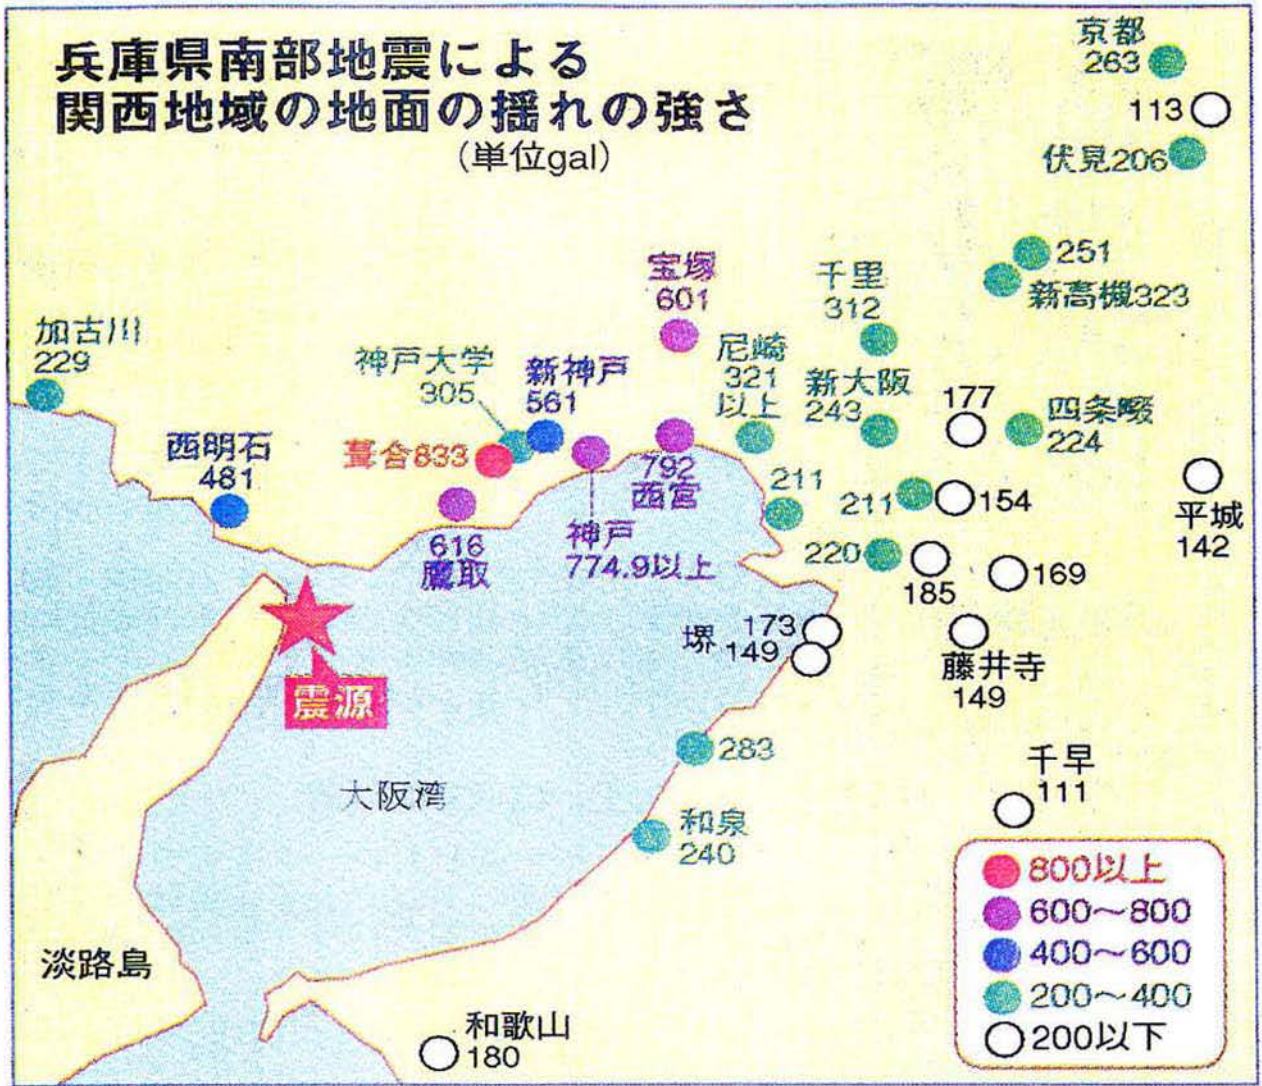 兵庫県南部地震による
関西地域の地面の揺れの強さ
(単位gal)
京都
263
113
伏見206
251
新高槻323
宝塚
601
千里
312
加古川
229
神戸大学
305
新神戸
561
尼崎
321
以上
新大阪
243
177
四条畷
224
西明石
481
葺合833
792
西宮
211
211
154
平城
142
616
鷹取
神戸
774.9以上
220
185
169
堺
173
149
藤井寺
149
震源
283
大阪湾
千早
111
和泉
240
淡路島
和歌山
180
800以上
600～800
400～600
200～400
200以下